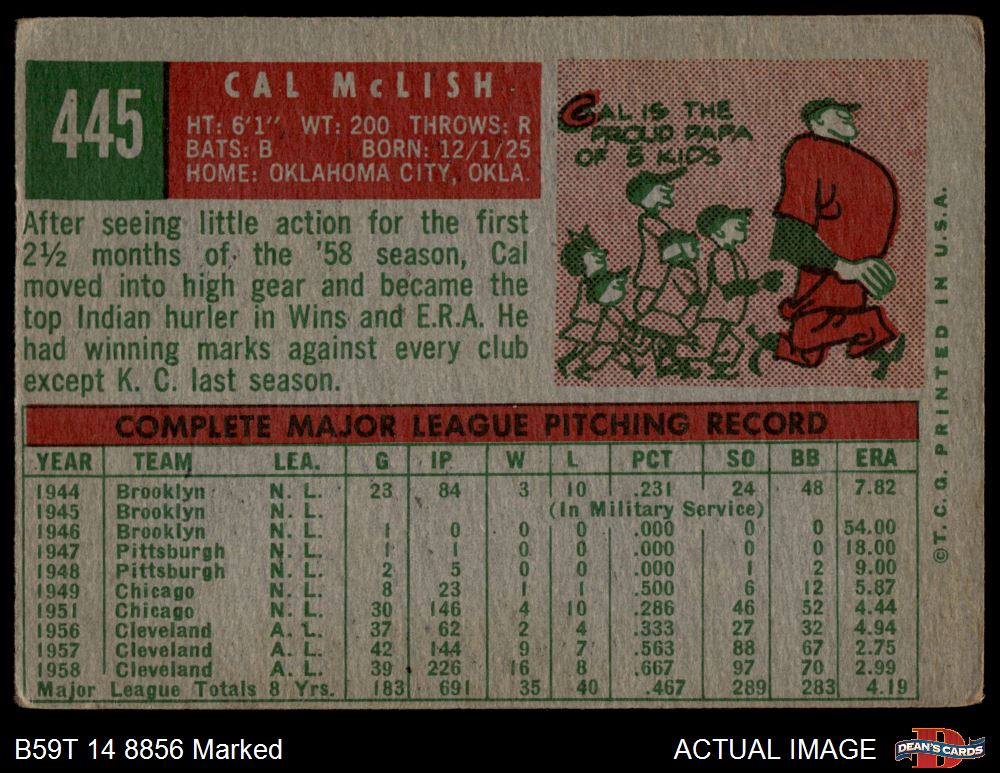 445
CAL McLISH
HT: 6'1" WT: 200 THROWS: R
BATS: B BORN: 12/1/25
HOME: OKLAHOMA CITY, OKLA.
CAL IS THE
PROUD PAPA
OF 5 KIDS
After seeing little action for the first
2½ months of the '58 season, Cal
moved into high gear and became the
top Indian hurler in Wins and E.R.A. He
had winning marks against every club
except K. C. last season.
COMPLETE MAJOR LEAGUE PITCHING RECORD
YEAR TEAM LEA. G IP W L PCT SO BB ERA
1944 Brooklyn N. L. 23 84 3 10 .231 24 48 7.82
1945 Brooklyn N. L. (In Military Service)
1946 Brooklyn N. L. 1 0 0 0 .000 0 0 54.00
1947 Pittsburgh N. L. 1 1 0 0 .000 0 0 18.00
1948 Pittsburgh N. L. 2 5 0 0 .000 1 2 9.00
1949 Chicago N. L. 8 23 1 1 .500 6 12 5.87
1951 Chicago N. L. 30 146 4 10 .286 46 52 4.44
1956 Cleveland A. L. 37 62 2 4 .333 27 32 4.94
1957 Cleveland A. L. 42 144 9 7 .563 88 67 2.75
1958 Cleveland A. L. 39 226 16 8 .667 97 70 2.99
Major League Totals 8 Yrs. 183 691 35 40 .467 289 283 4.19
©T. C. G. PRINTED IN U.S.A.
B59T 14 8856 Marked
ACTUAL IMAGE
DEAN'S CARDS